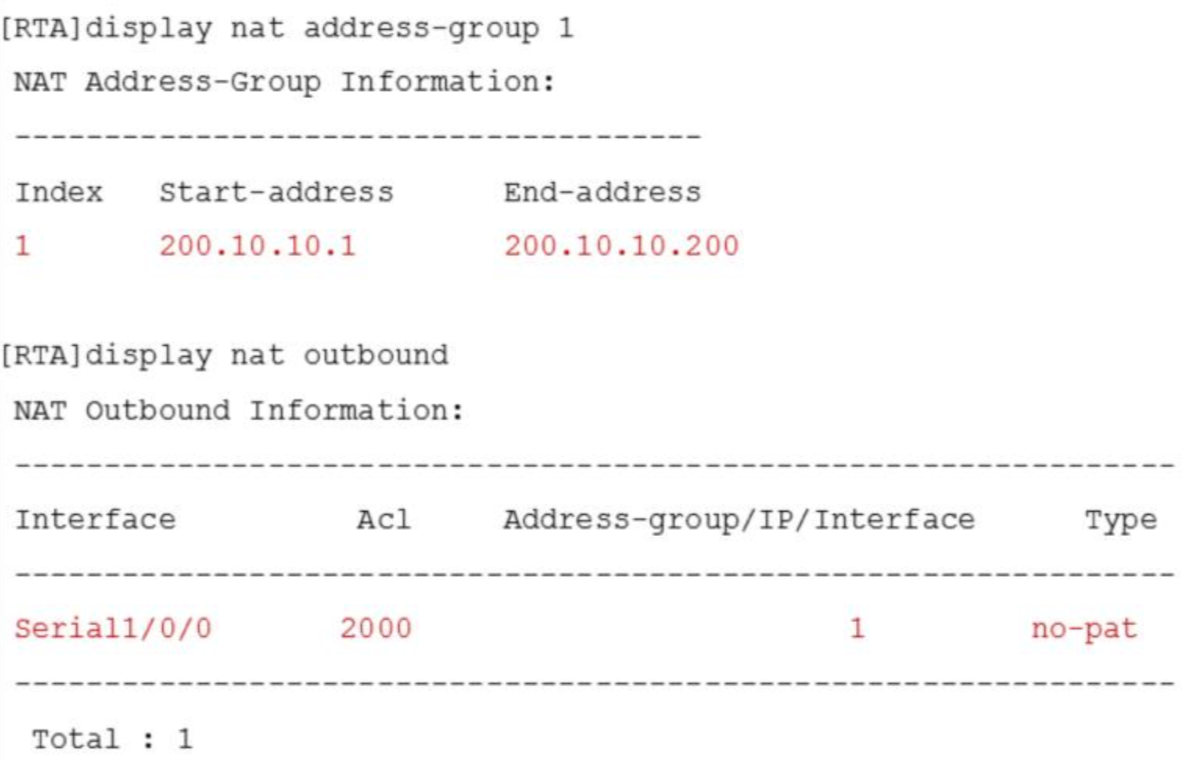 [RTA]display nat address-group 1
NAT Address-Group Information:
--------------------------------------
Index   Start-address      End-address
1       200.10.10.1        200.10.10.200
[RTA]display nat outbound
NAT Outbound Information:
----------------------------------------------------------------
Interface          Acl     Address-group/IP/Interface      Type
----------------------------------------------------------------
Serial1/0/0       2000                        1          no-pat
----------------------------------------------------------------
Total : 1